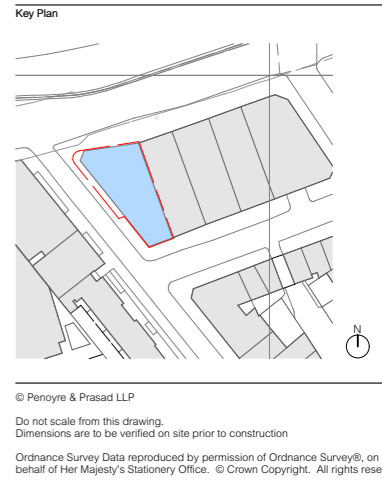 Key Plan
N
© Penoyre & Prasad LLP
Do not scale from this drawing.
Dimensions are to be verified on site prior to construction
Ordnance Survey Data reproduced by permission of Ordnance Survey®, on
behalf of Her Majesty's Stationery Office. © Crown Copyright. All rights rese